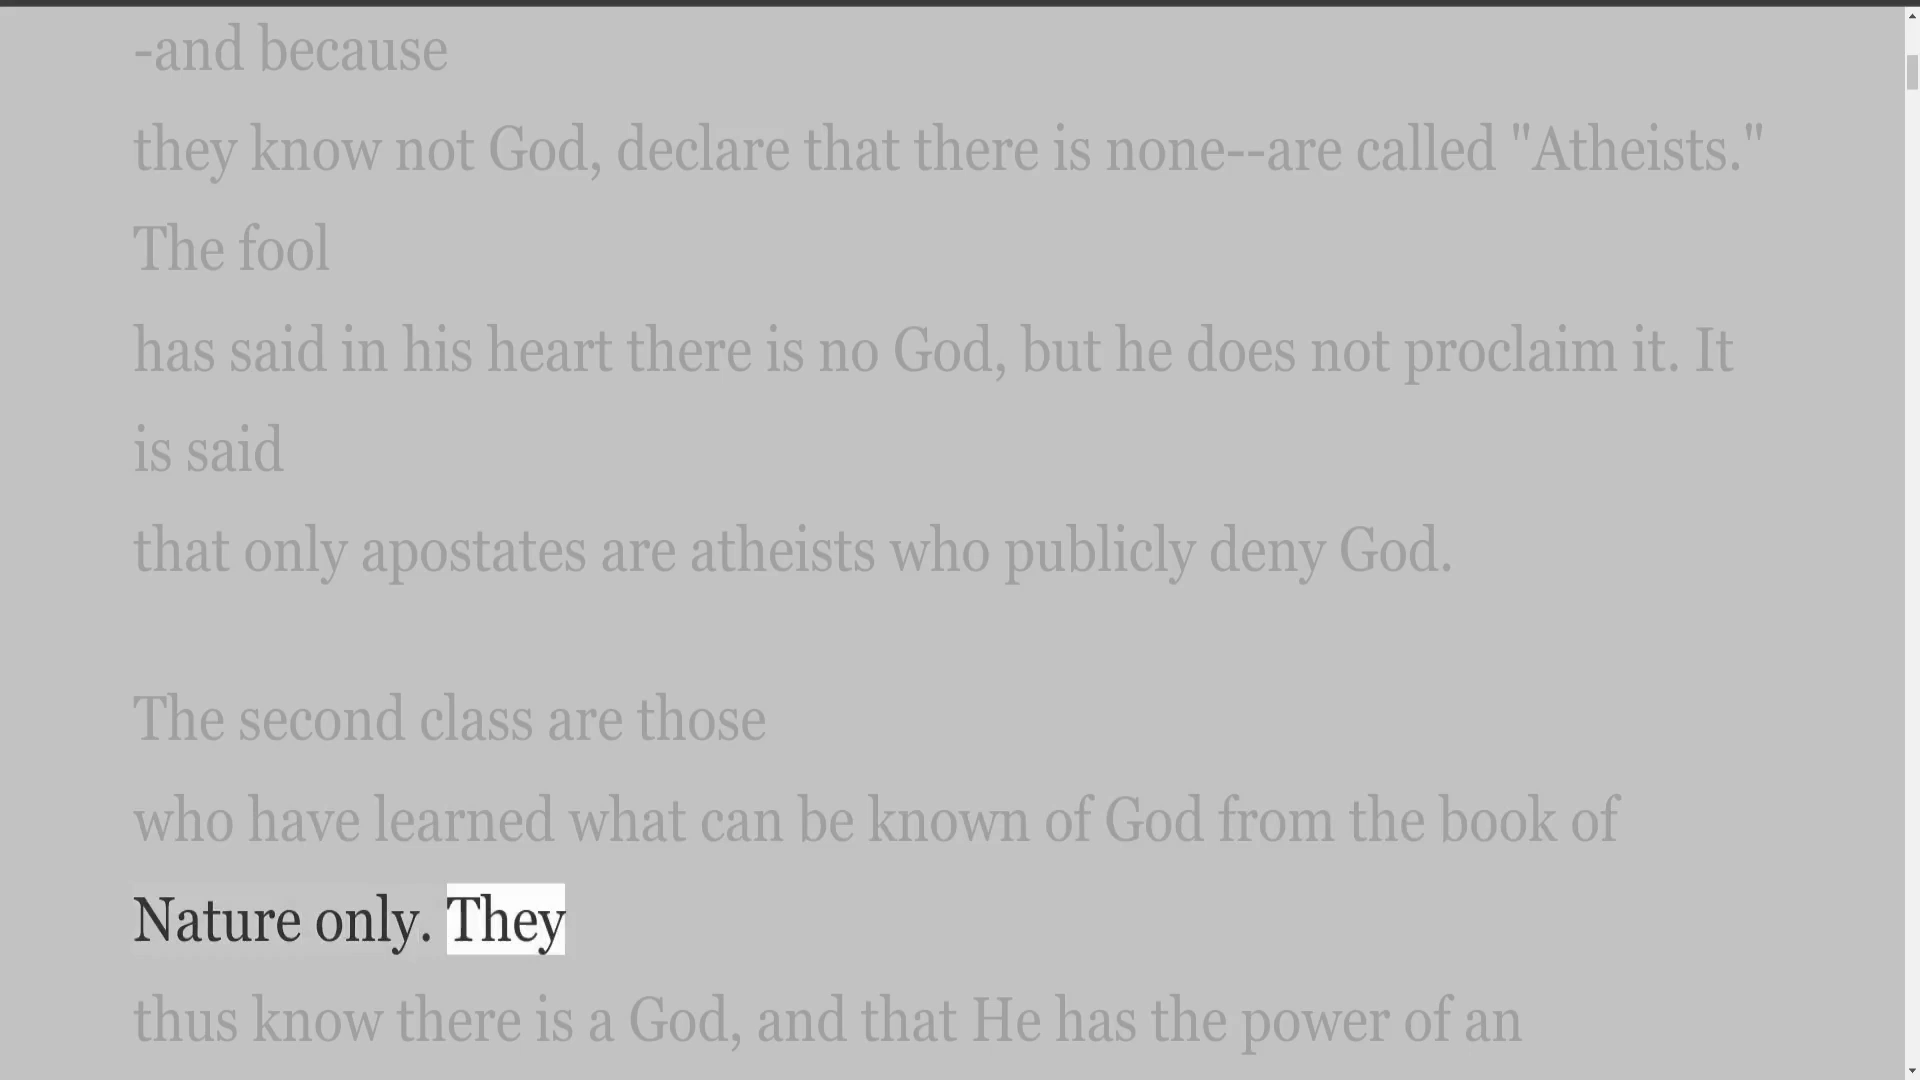 -and because
they know not God, declare that there is none--are called "Atheists."
The fool
has said in his heart there is no God, but he does not proclaim it. It
is said
that only apostates are atheists who publicly deny God.
The second class are those
who have learned what can be known of God from the book of
Nature only. They
thus know there is a God, and that He has the power of an